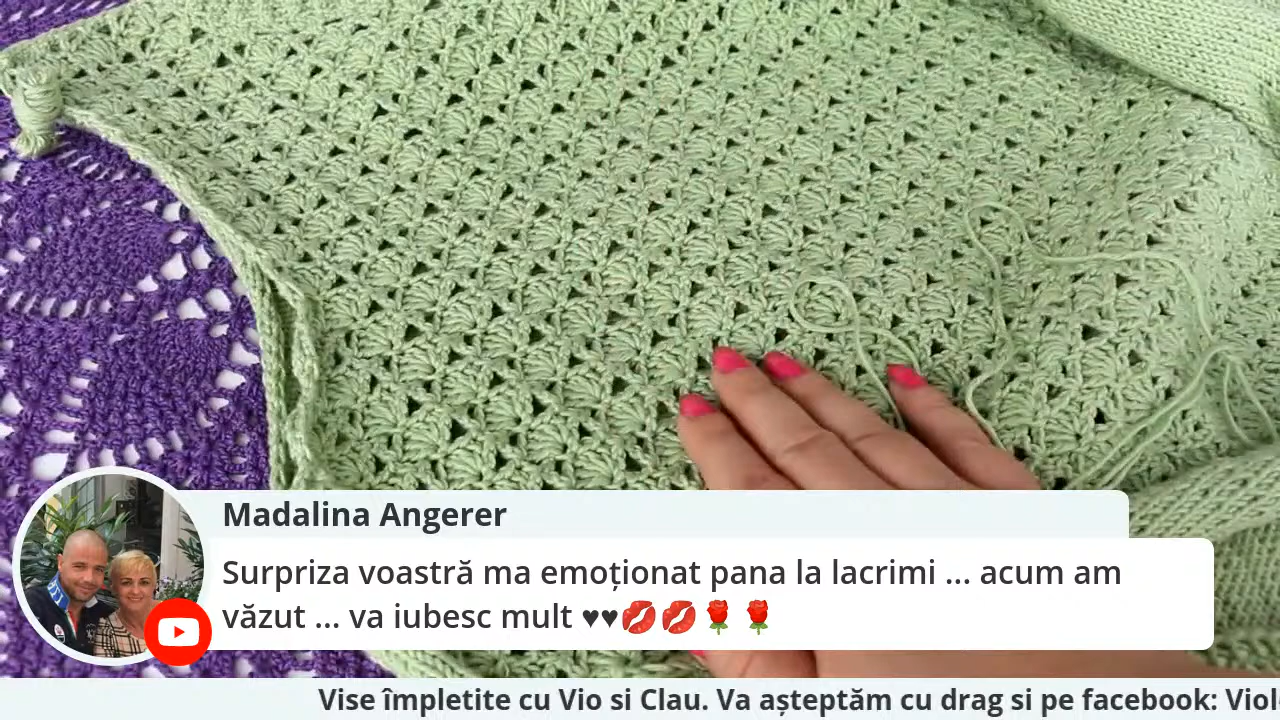 Madalina Angerer
Surpriza voastră ma emoționat pana la lacrimi ... acum am
văzut ... va iubesc mult ♥♥💋💋🌹🌹
Vise împletite cu Vio si Clau. Va așteptăm cu drag si pe facebook: Viol